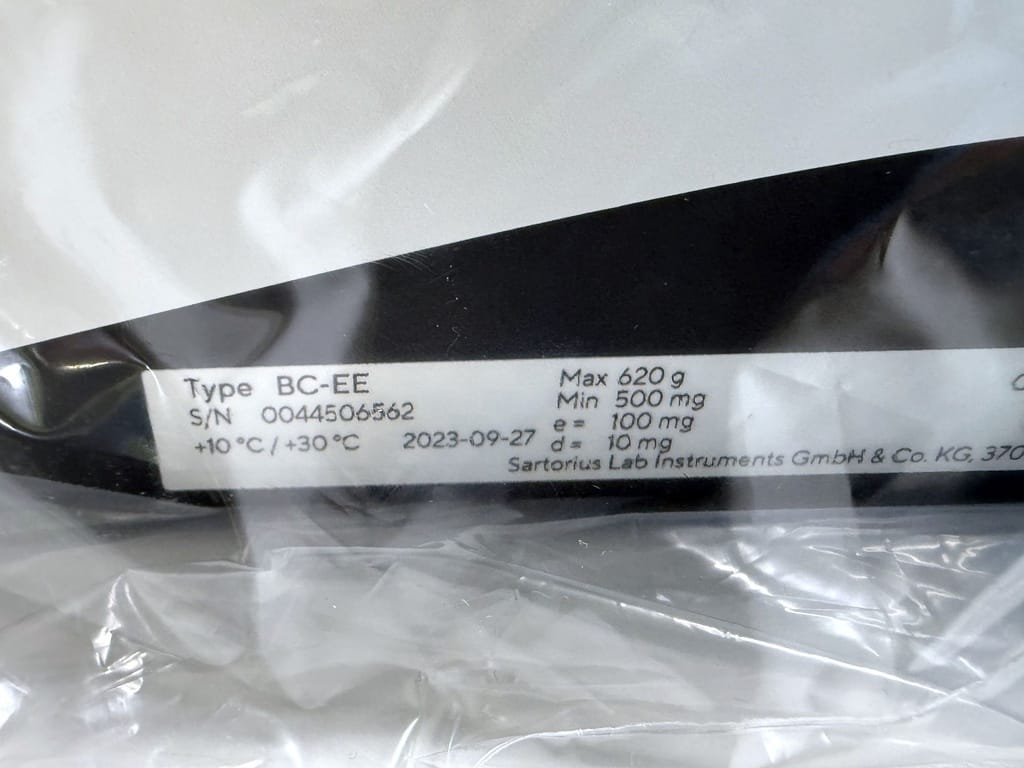 Type BC-EE
S/N 0044506562
+10 °C / +30 °C 2023-09-27
Max 620 g
Min 500 mg
e = 100 mg
d = 10 mg
Sartorius Lab Instruments GmbH & Co. KG, 370